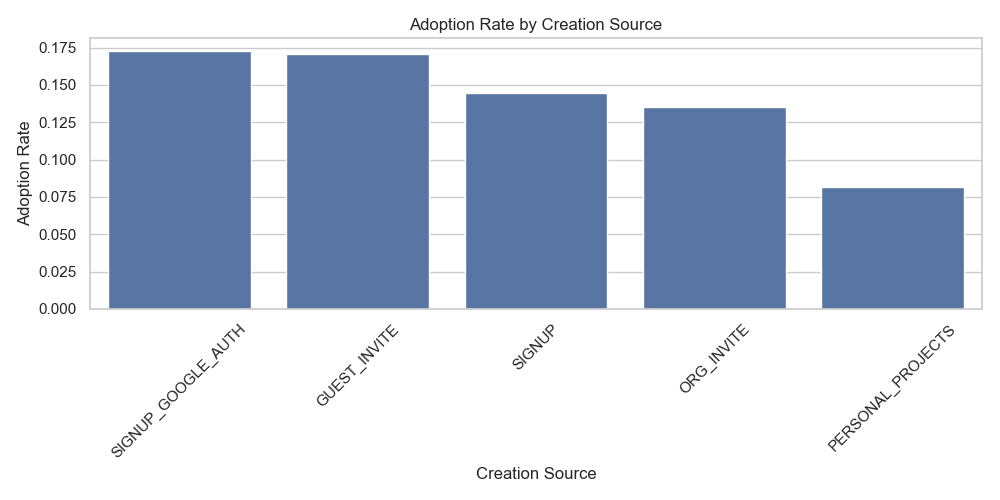 Adoption Rate by Creation Source
Adoption Rate
0.175
0.150
0.125
0.100
0.075
0.050
0.025
0.000
SIGNUP_GOOGLE_AUTH
GUEST_INVITE
SIGNUP
ORG_INVITE
PERSONAL_PROJECTS
Creation Source